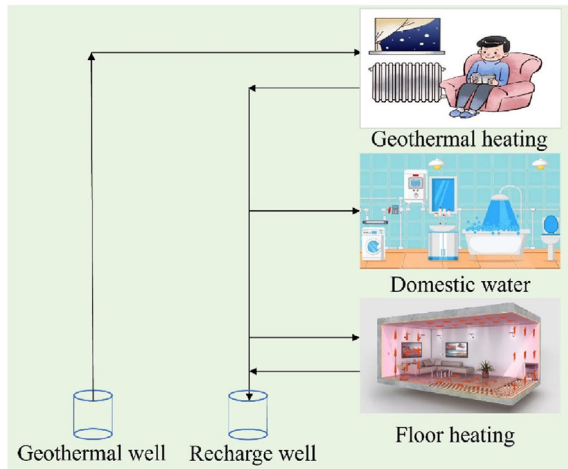 Geothermal heating
Domestic water
Floor heating
Geothermal well
Recharge well